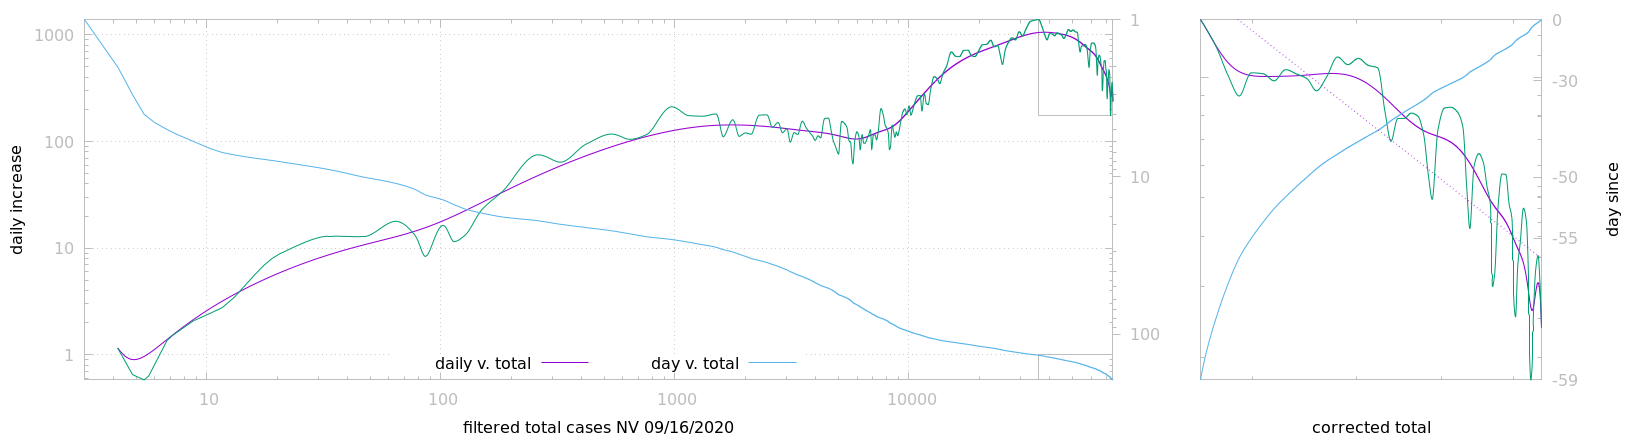 daily increase
1000
100
10
1
10
100
1000
10000
filtered total cases NV 09/16/2020
daily v. total
day v. total
1
10
100
0
-30
-50
-55
-59
day since
corrected total